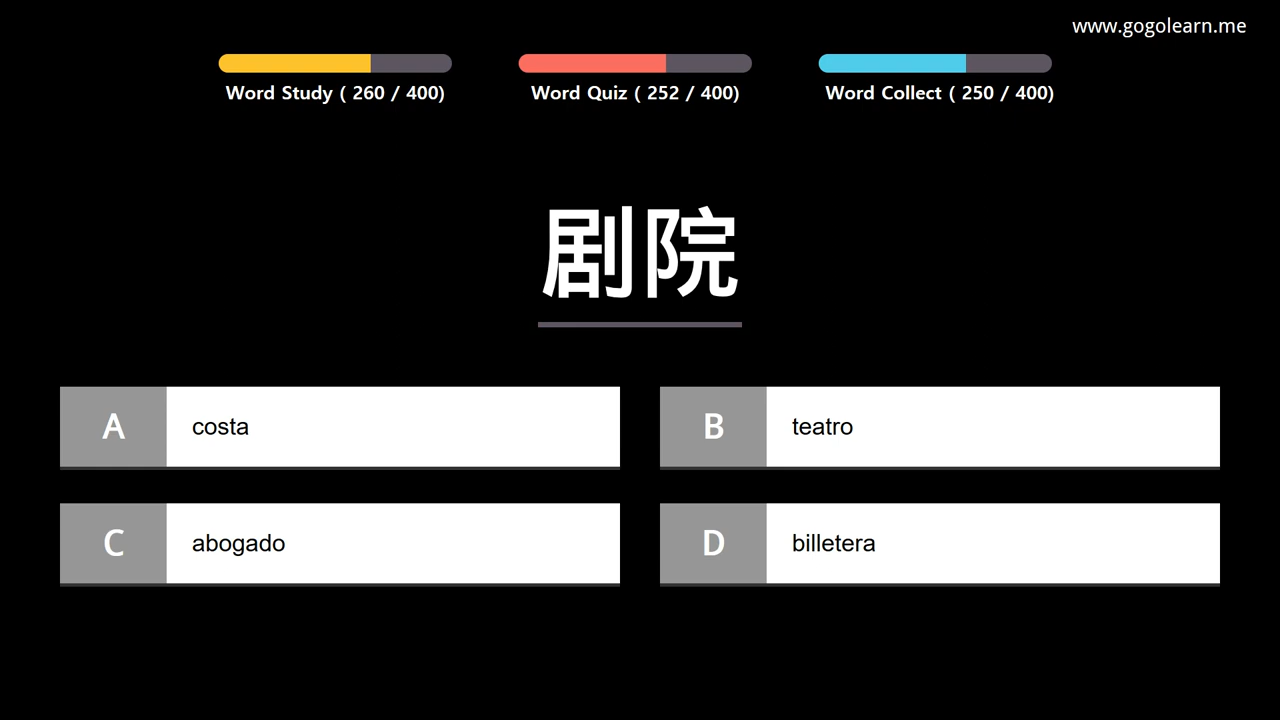 www.gogolearn.me
Word Study ( 260 / 400)
Word Quiz ( 252 / 400)
Word Collect ( 250 / 400)
剧院
A costa
B teatro
C abogado
D billetera